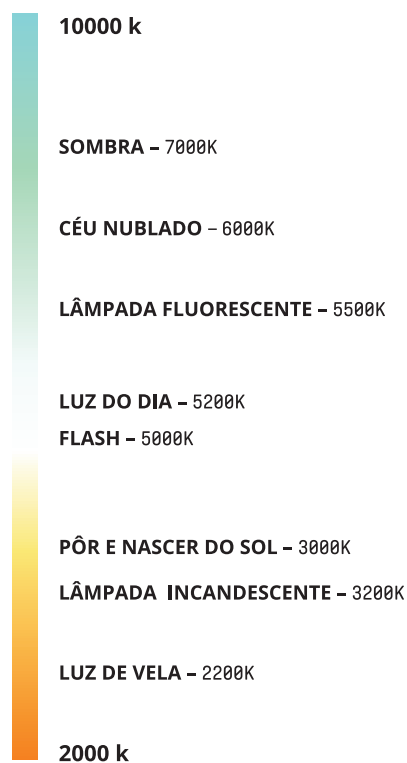 10000 k
SOMBRA – 7000K
CÉU NUBLADO – 6000K
LÂMPADA FLUORESCENTE – 5500K
LUZ DO DIA – 5200K
FLASH – 5000K
PÔR E NASCER DO SOL – 3000K
LÂMPADA INCANDESCENTE – 3200K
LUZ DE VELA – 2200K
2000 k